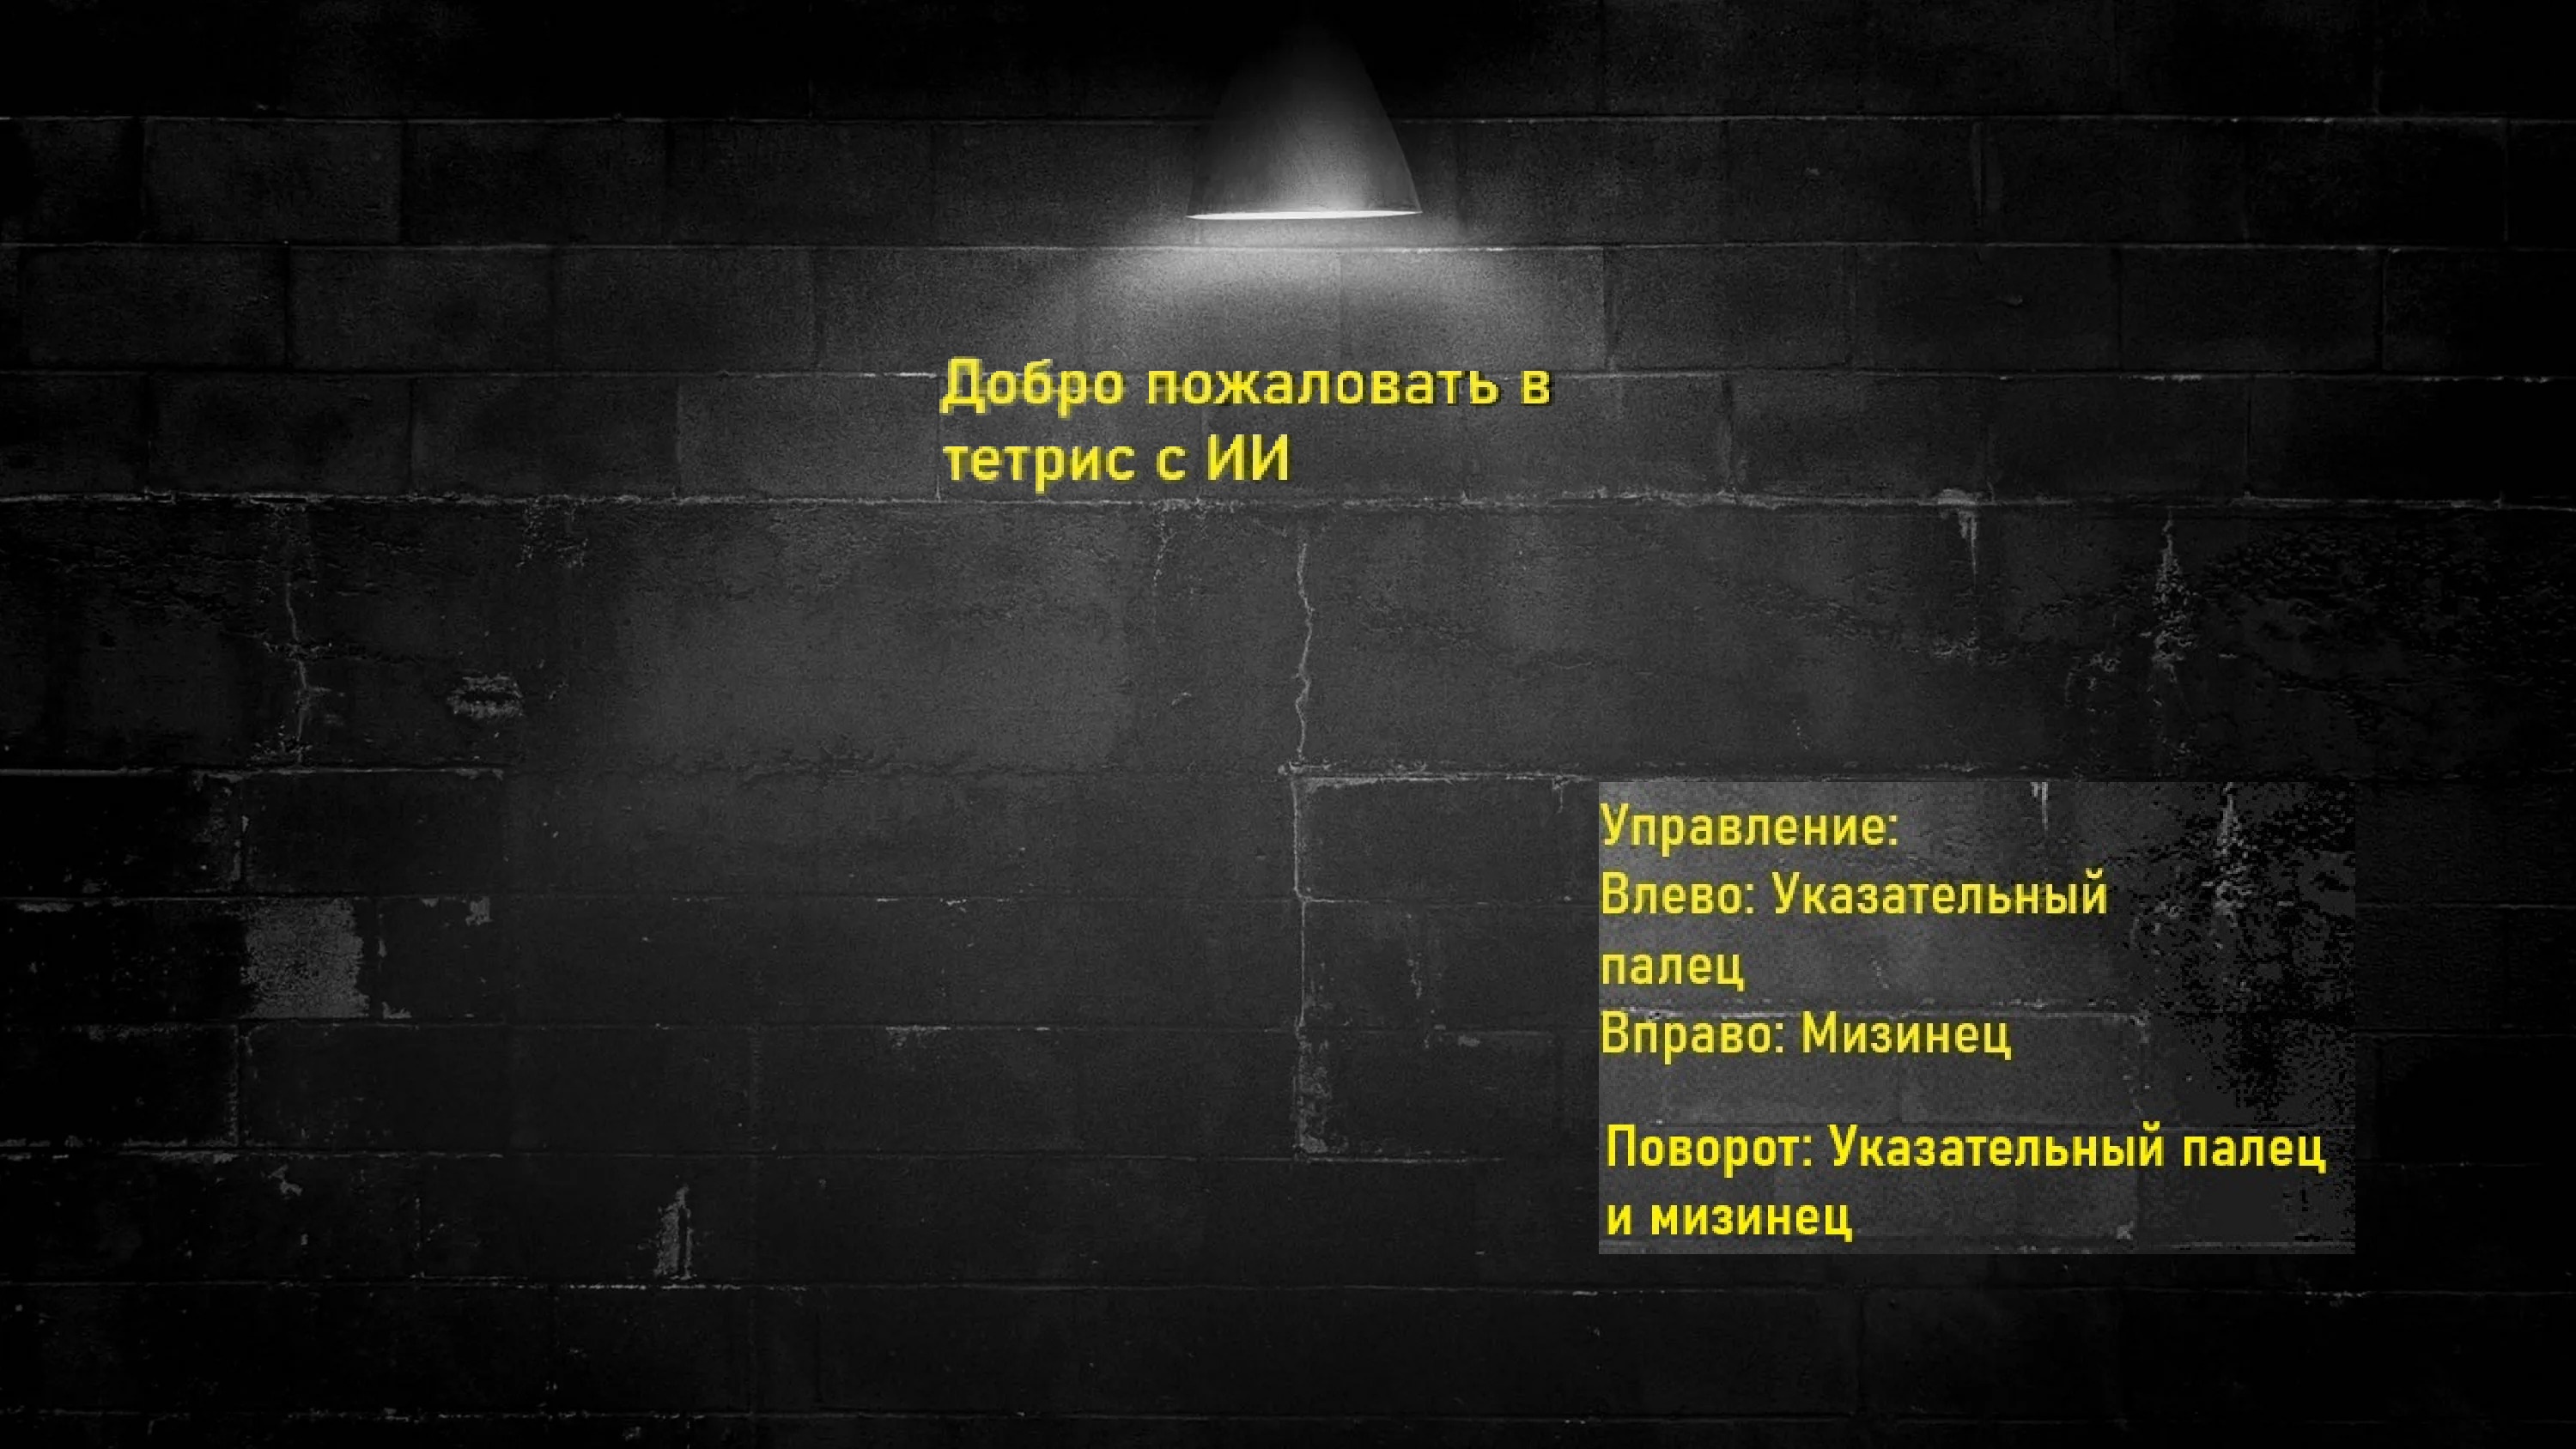 Добро пожаловать в
тетрис с ИИ
Управление:
Влево: Указательный
палец
Вправо: Мизинец
Поворот: Указательный палец
и мизинец